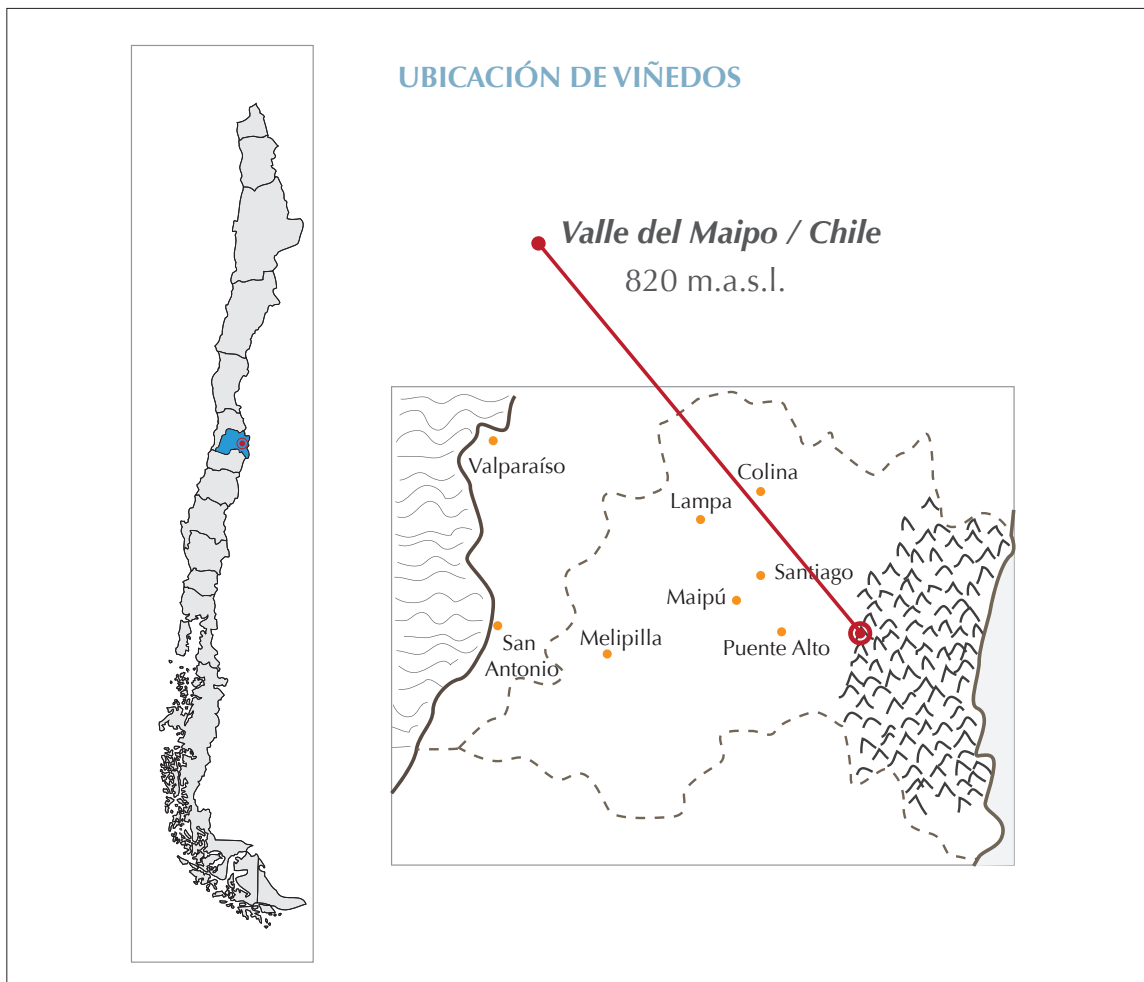 UBICACIÓN DE VIÑEDOS
Valle del Maipo / Chile
820 m.a.s.l.
Valparaíso
Colina
Lampa
Santiago
Maipú
San
Antonio
Melipilla
Puente Alto